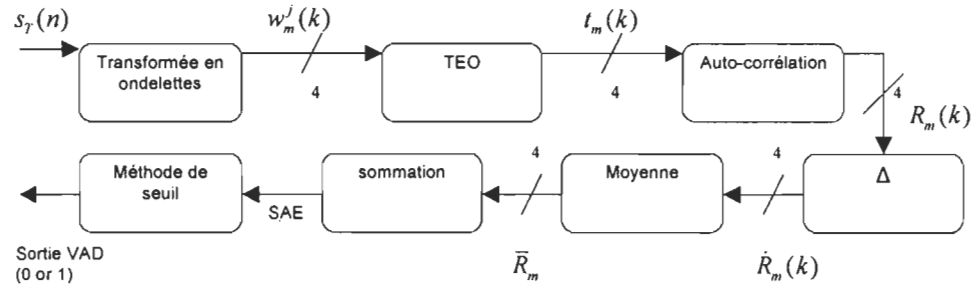 s_γ(n)
w_m^j(k)
t_m(k)
Transformée en
ondelettes
TEO
Auto-corrélation
4
4
4
R_m(k)
Méthode de
seuil
sommation
4
Moyenne
4
Δ
SAE
Sortie VAD
(0 or 1)
R̅_m
Ṙ_m(k)